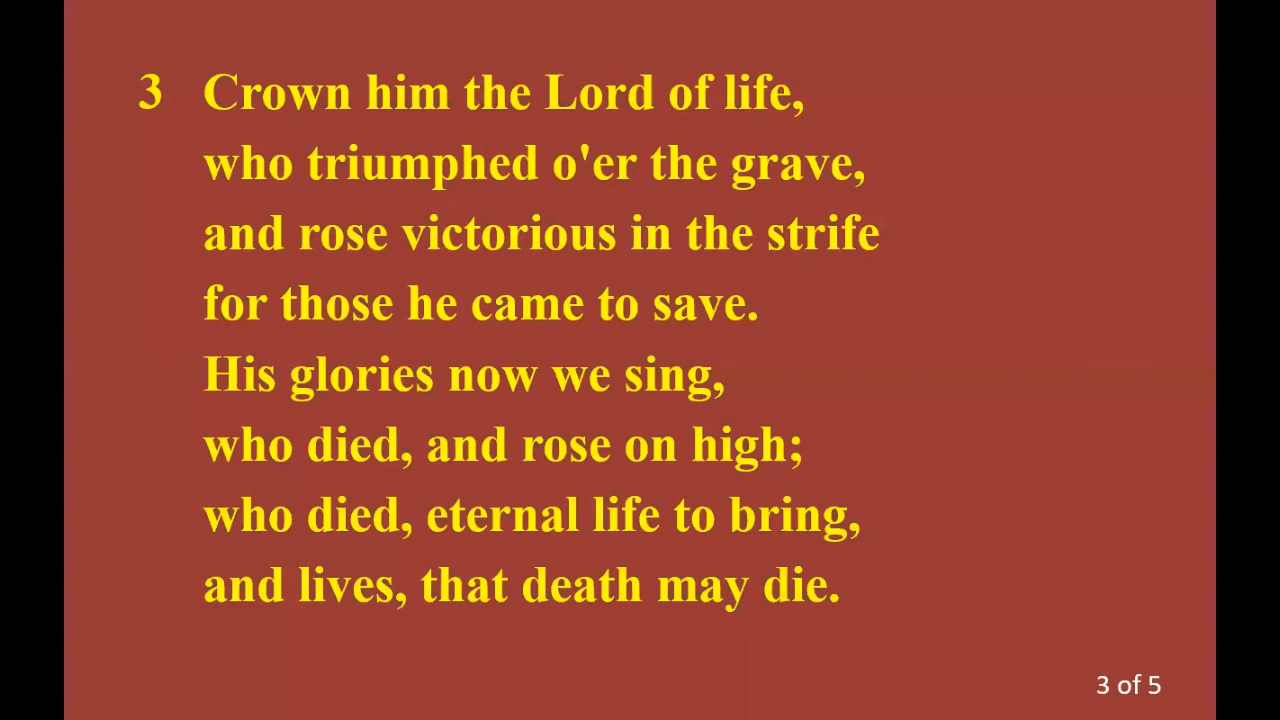 3 Crown him the Lord of life,
who triumphed o'er the grave,
and rose victorious in the strife
for those he came to save.
His glories now we sing,
who died, and rose on high;
who died, eternal life to bring,
and lives, that death may die.
3 of 5